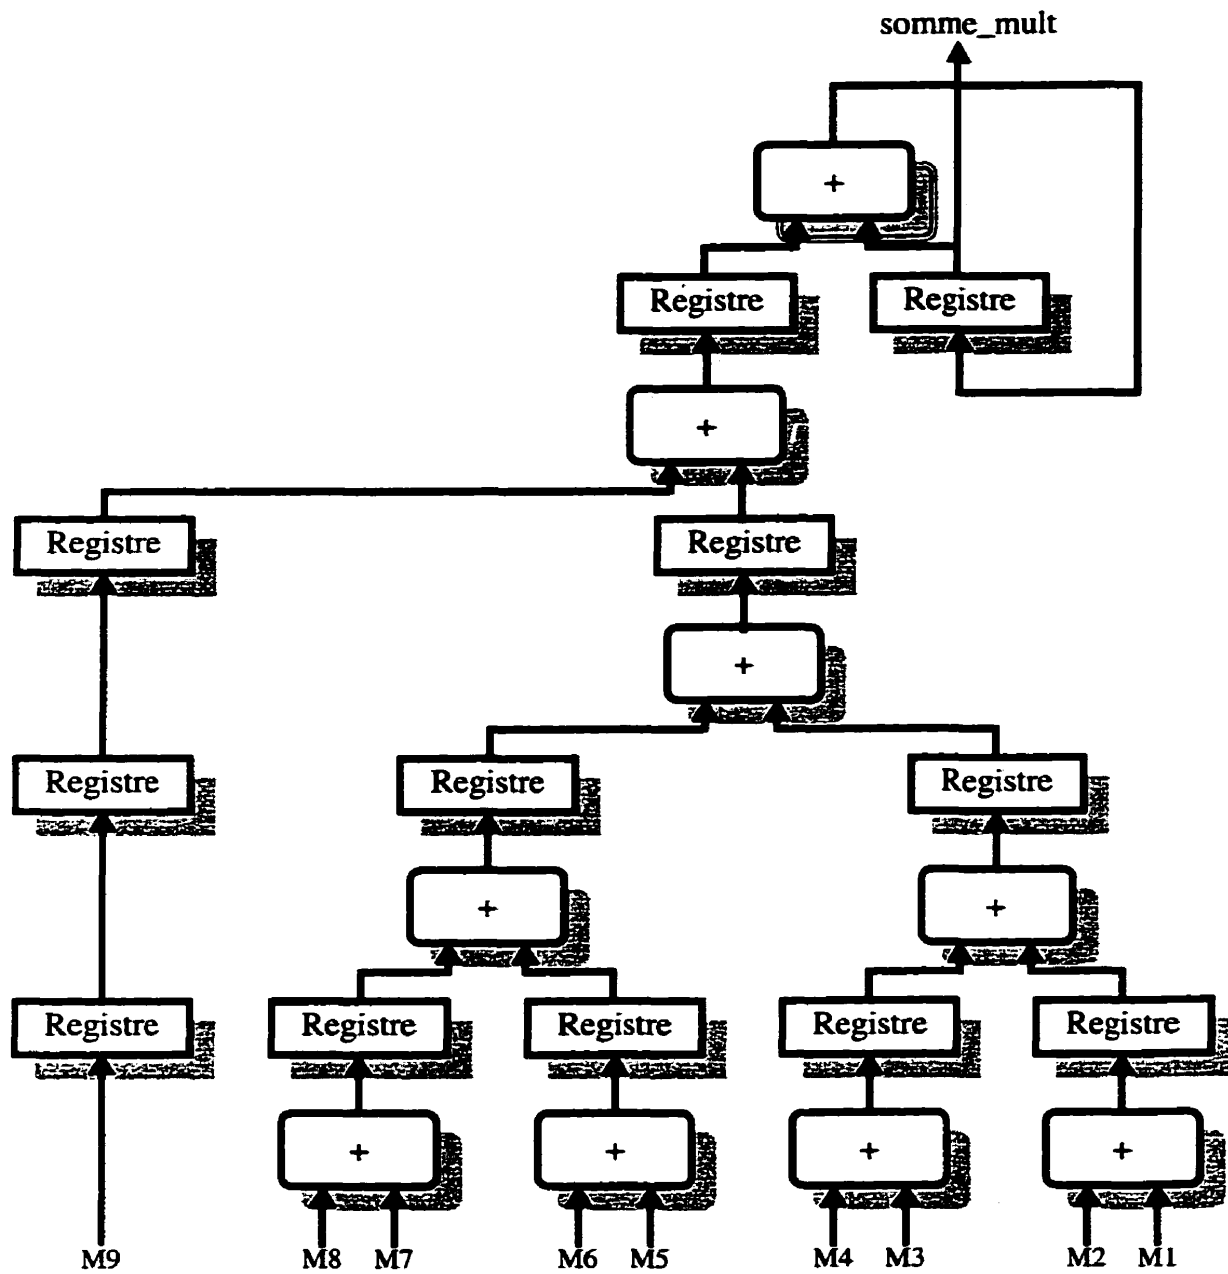 somme_mult
+
Registre Registre
+
Registre Registre
+
Registre Registre Registre
+ +
Registre Registre Registre Registre Registre
+ + + +
M9 M8 M7 M6 M5 M4 M3 M2 M1